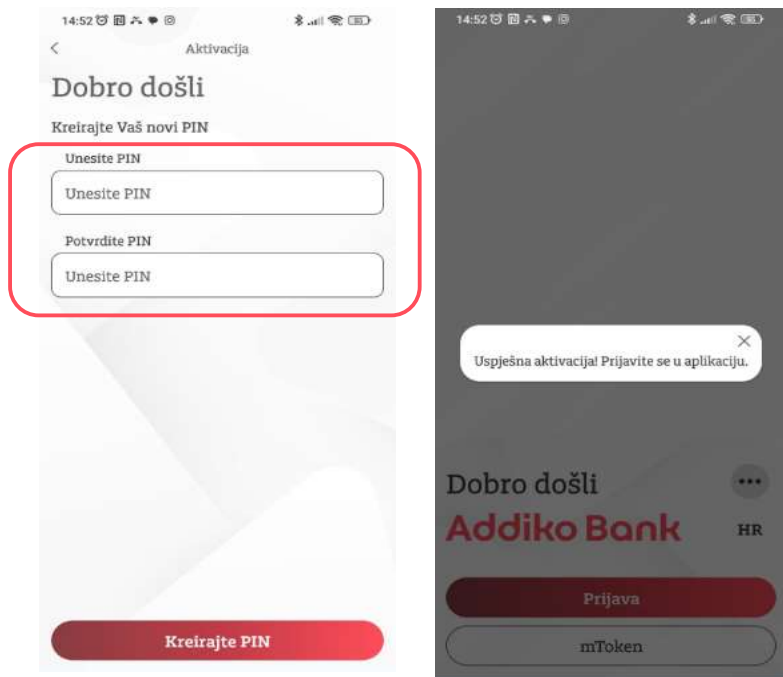 14:52
Aktivacija
Dobro došli
Kreirajte Vaš novi PIN
Unesite PIN
Unesite PIN
Potvrdite PIN
Unesite PIN
Kreirajte PIN
14:52
Uspješna aktivacija! Prijavite se u aplikaciju.
Dobro došli
Addiko Bank
HR
Prijava
mToken